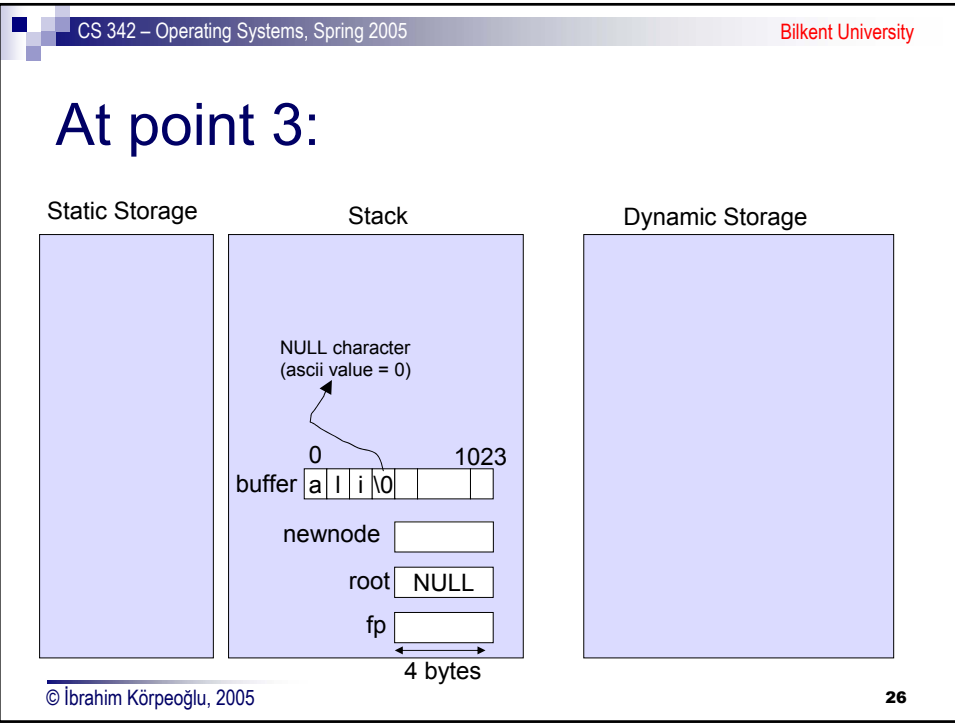 CS 342 – Operating Systems, Spring 2005
Bilkent University
At point 3:
Static Storage
Stack
Dynamic Storage
NULL character
(ascii value = 0)
0
1023
buffer
a l i \0
newnode
root
NULL
fp
4 bytes
© İbrahim Körpeoğlu, 2005
26